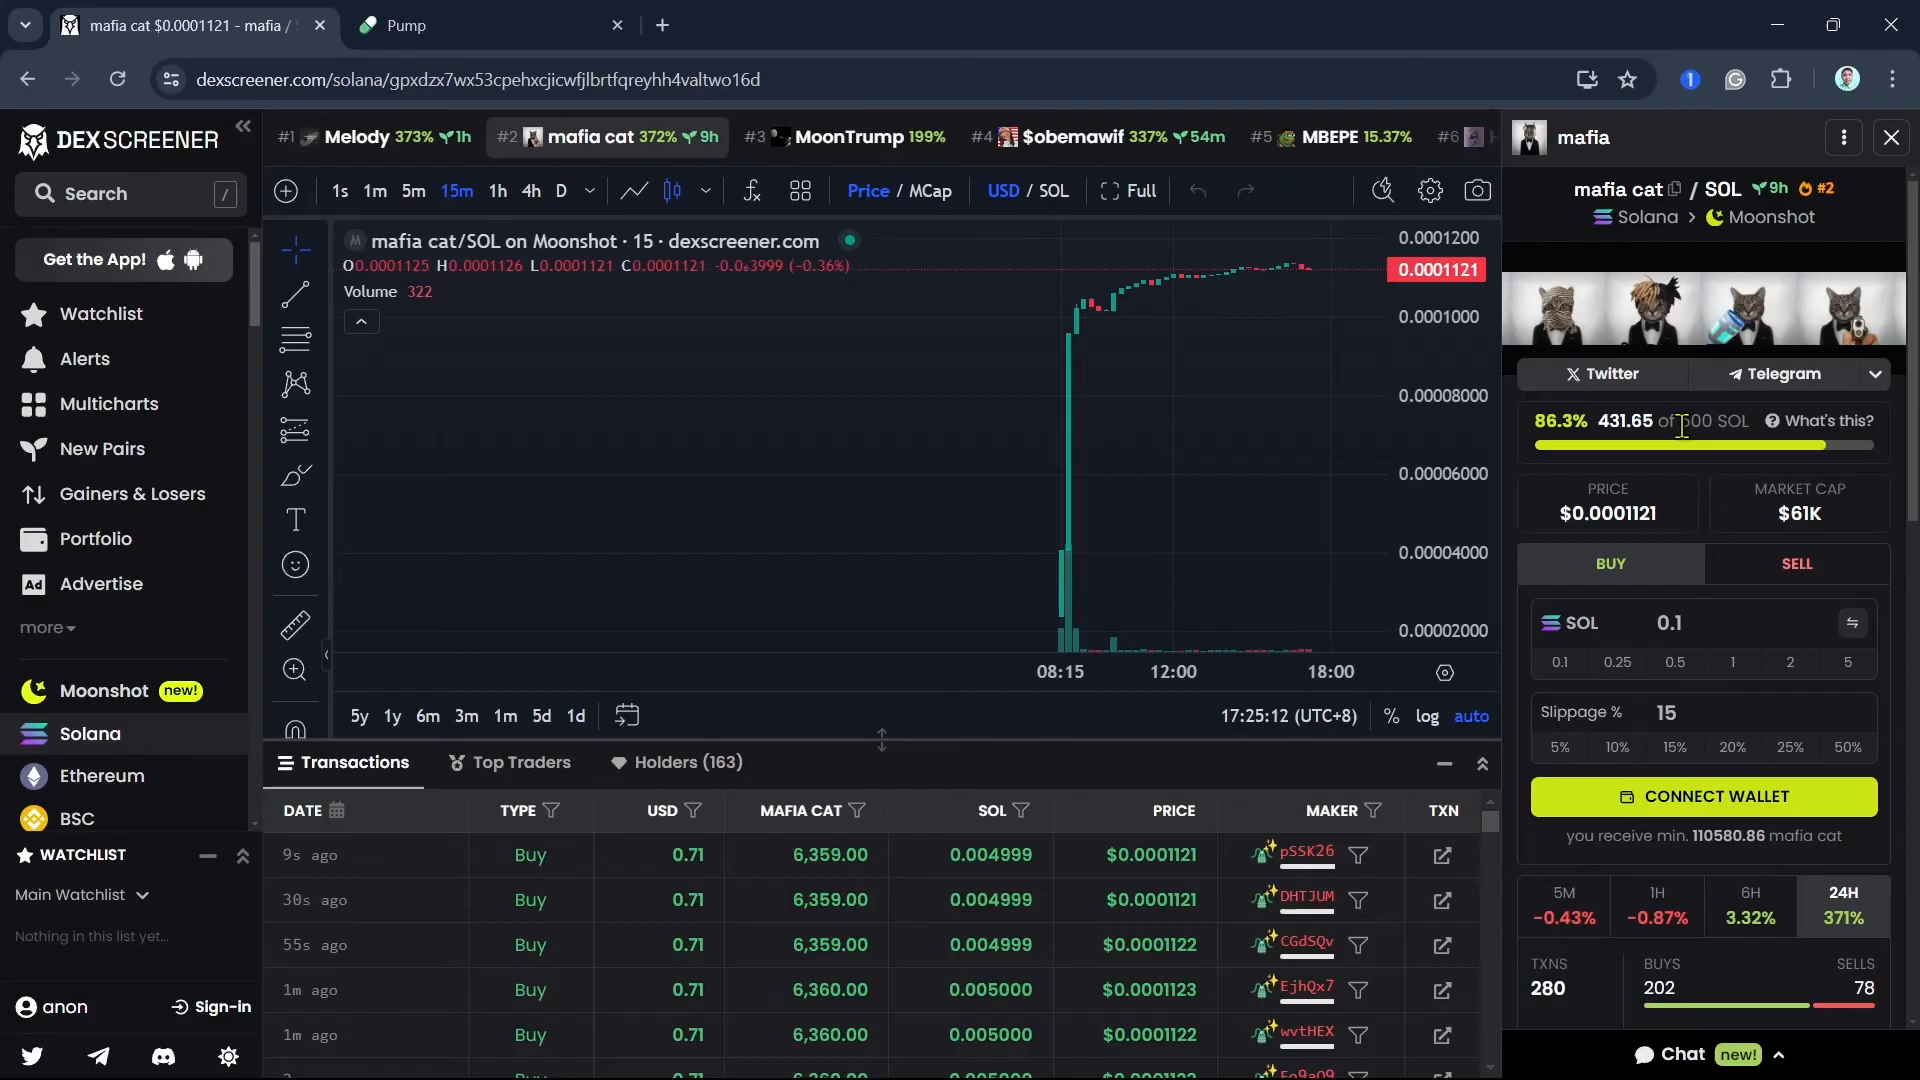 mafia cat $0.0001121 - mafia /
Pump
dexscreener.com/solana/gpxdzx7wx53cpehxcjicwfjlbrtfqreyhh4valtwo16d
DEX SCREENER
Search /
Get the App!
Watchlist
Alerts
Multicharts
New Pairs
Gainers & Losers
Portfolio
Ad Advertise
more
Moonshot new!
Solana
Ethereum
BSC
WATCHLIST
Main Watchlist
Nothing in this list yet...
anon Sign-in
#1 Melody 373% 1h #2 mafia cat 372% 9h #3 MoonTrump 199% #4 $obemawif 337% 54m #5 MBEPE 15.37% #6
1s 1m 5m 15m 1h 4h D Price / MCap USD / SOL Full
mafia cat/SOL on Moonshot · 15 · dexscreener.com
O0.0001125 H0.0001126 L0.0001121 C0.0001121 -0.0₆3999 (-0.36%)
Volume 322
0.0001200
0.0001121
0.0001000
0.00008000
0.00006000
0.00004000
0.00002000
08:15 12:00 18:00
5y 1y 6m 3m 1m 5d 1d 17:25:12 (UTC+8) % log auto
Transactions Top Traders Holders (163)
DATE TYPE USD MAFIA CAT SOL PRICE MAKER TXN
9s ago Buy 0.71 6,359.00 0.004999 $0.0001121 pSSK26
30s ago Buy 0.71 6,359.00 0.004999 $0.0001121 DHTJUM
55s ago Buy 0.71 6,359.00 0.004999 $0.0001122 CGdSQv
1m ago Buy 0.71 6,360.00 0.005000 $0.0001123 EjhQx7
1m ago Buy 0.71 6,360.00 0.005000 $0.0001122 wvtHEX
mafia
mafia cat / SOL 9h #2
Solana > Moonshot
Twitter Telegram
86.3% 431.65 of 500 SOL What's this?
PRICE
$0.0001121
MARKET CAP
$61K
BUY SELL
SOL 0.1
0.1 0.25 0.5 1 2 5
Slippage % 15
5% 10% 15% 20% 25% 50%
CONNECT WALLET
you receive min. 110580.86 mafia cat
5M 1H 6H 24H
-0.43% -0.87% 3.32% 371%
TXNS BUYS SELLS
280 202 78
Chat new!